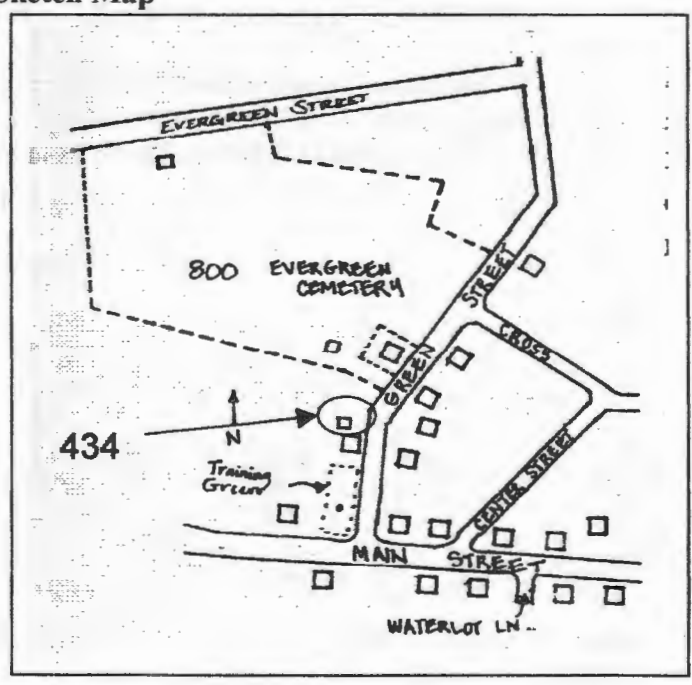 Sketch Map
EVERGREEN STREET
800 EVERGREEN
CEMETERY
GREEN STREET
CROSS
N
434
Training
Green
CENTER STREET
MAIN STREET
WATERLOT LN.